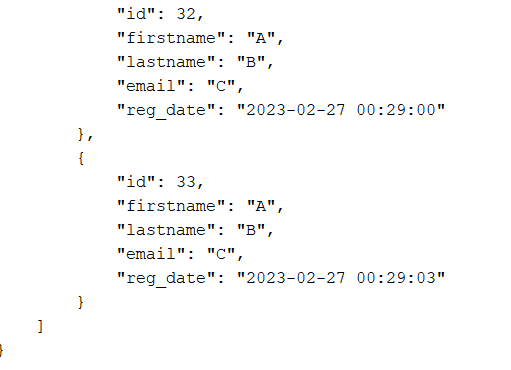 "id": 32,
            "firstname": "A",
            "lastname": "B",
            "email": "C",
            "reg_date": "2023-02-27 00:29:00"
        },
        {
            "id": 33,
            "firstname": "A",
            "lastname": "B",
            "email": "C",
            "reg_date": "2023-02-27 00:29:03"
        }
    ]
}